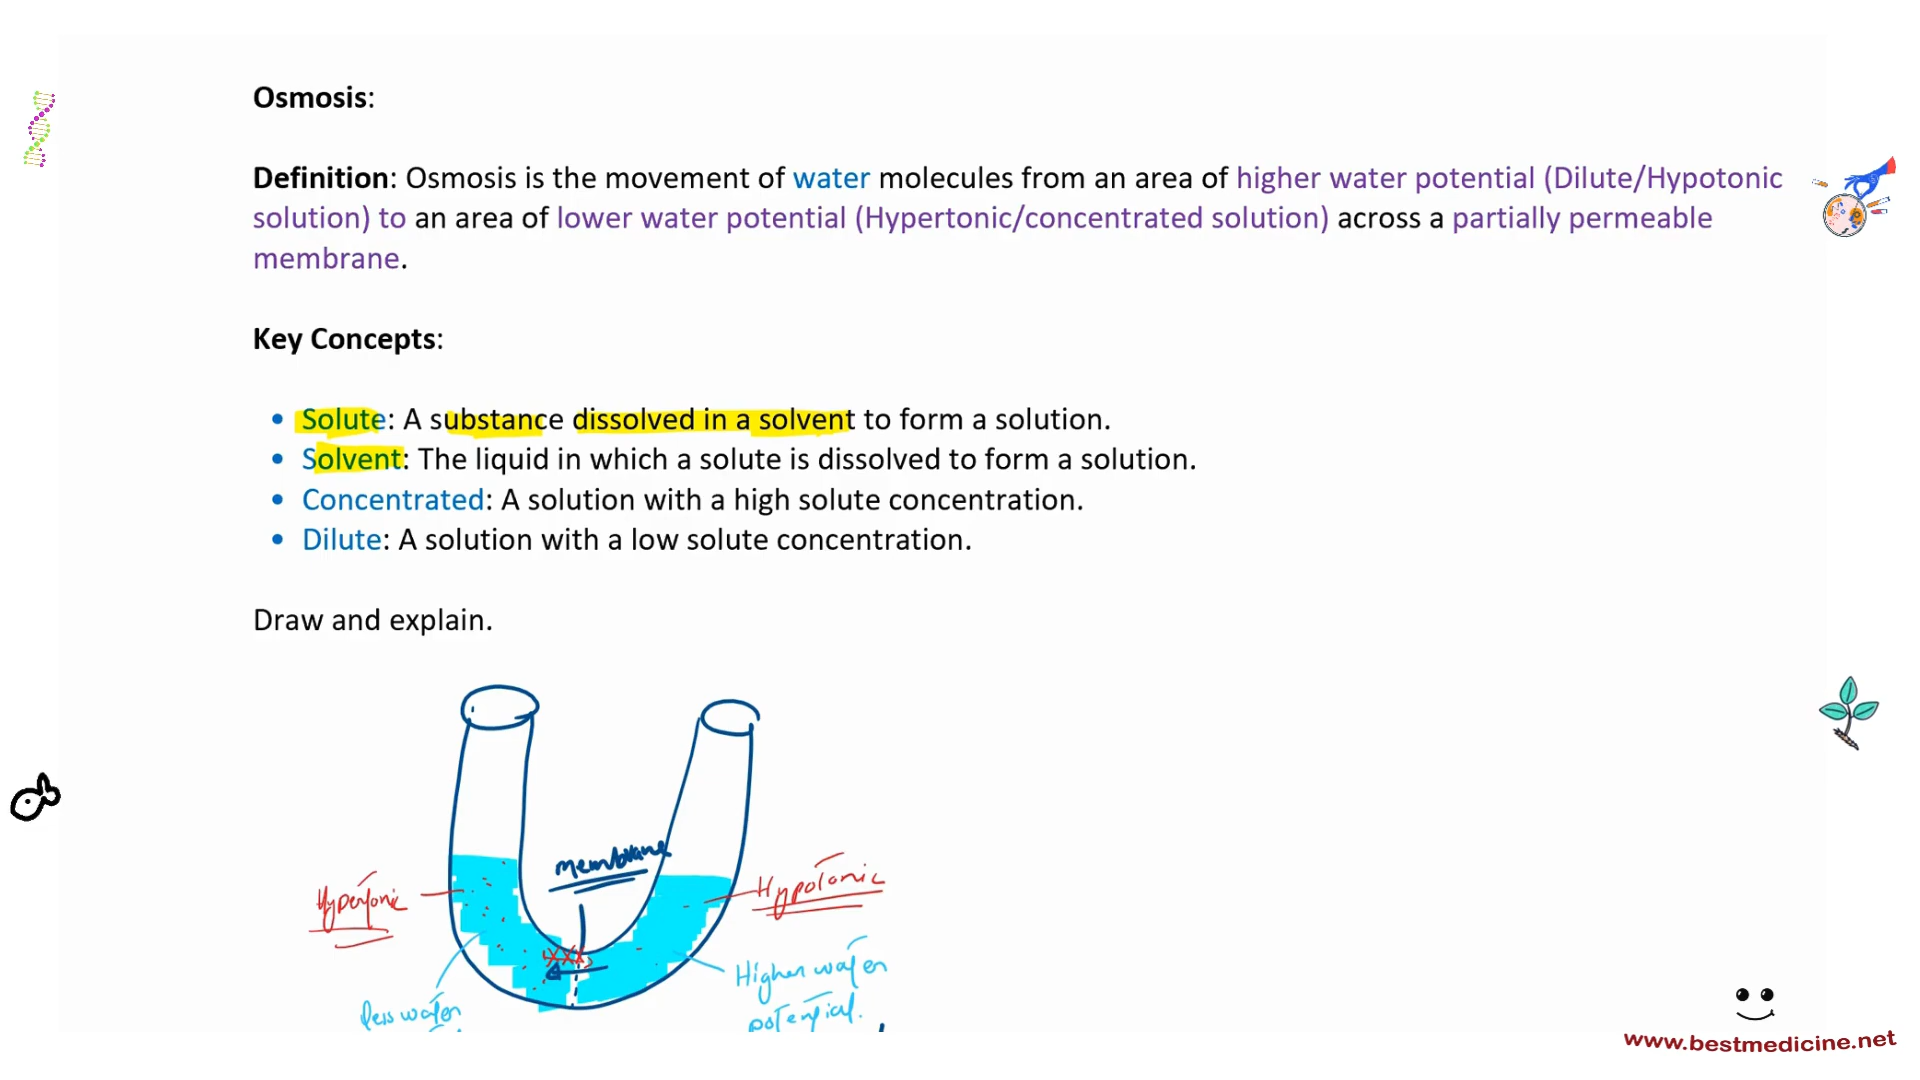 Osmosis:
Definition: Osmosis is the movement of water molecules from an area of higher water potential (Dilute/Hypotonic
solution) to an area of lower water potential (Hypertonic/concentrated solution) across a partially permeable
membrane.
Key Concepts:
• Solute: A substance dissolved in a solvent to form a solution.
• Solvent: The liquid in which a solute is dissolved to form a solution.
• Concentrated: A solution with a high solute concentration.
• Dilute: A solution with a low solute concentration.
Draw and explain.
membrane
Hypertonic
Hypotonic
Higher water
potential.
less water
www.bestmedicine.net